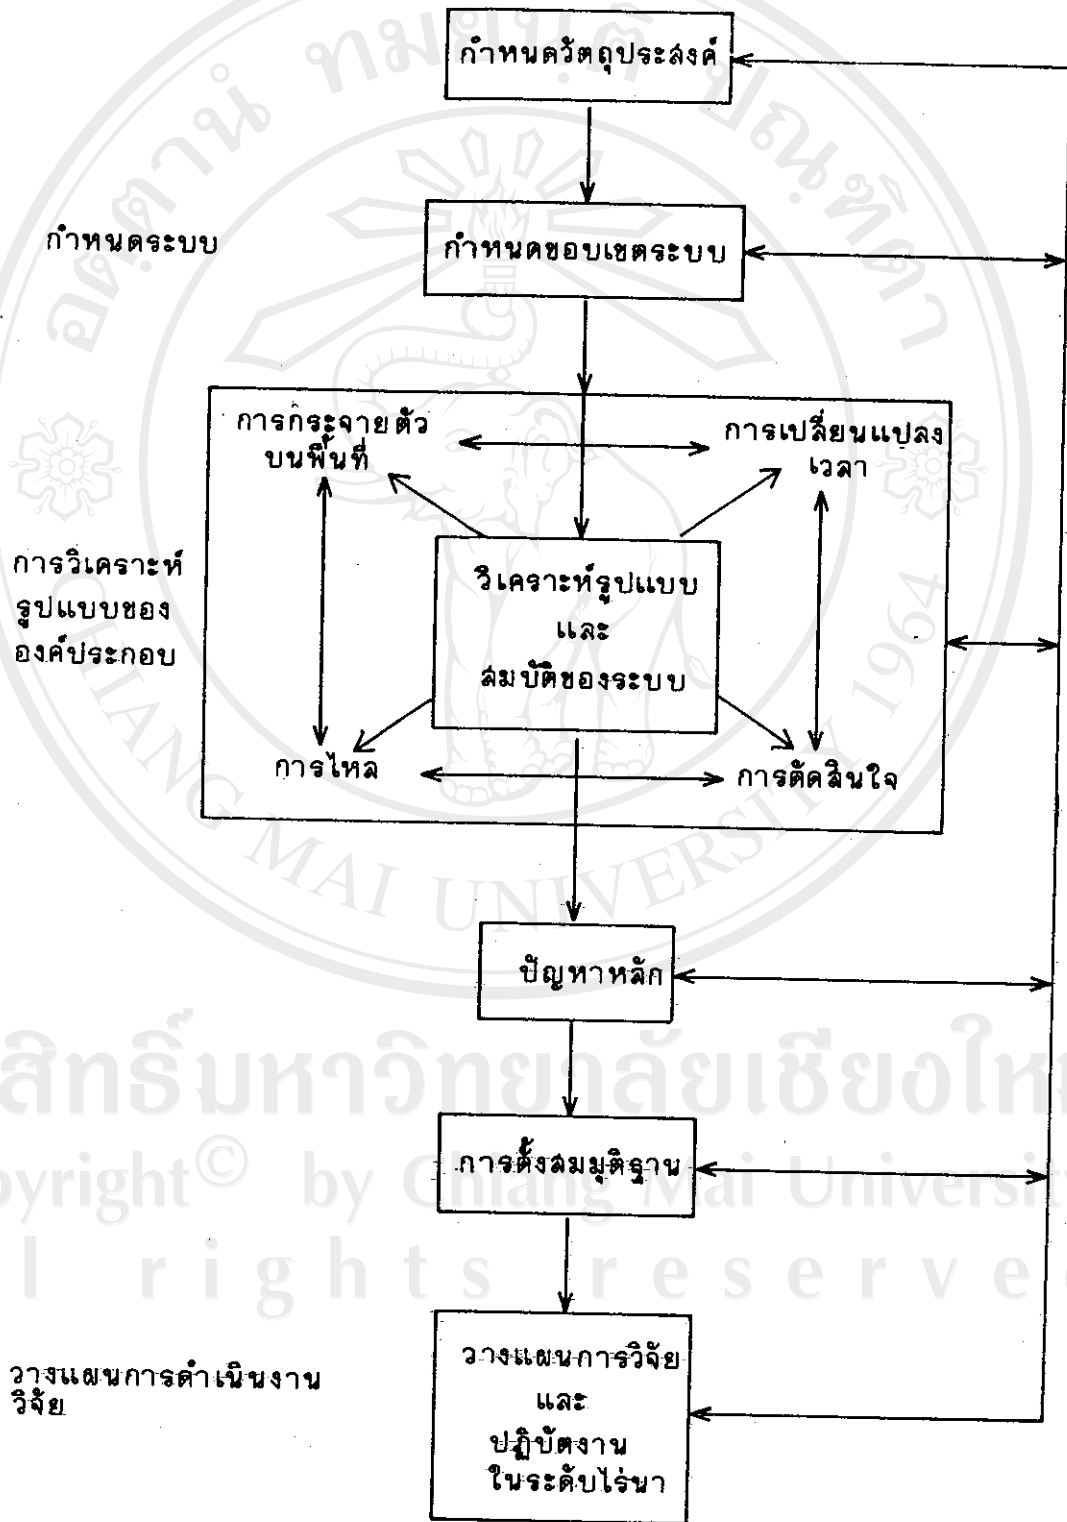 กำหนดวัตถุประสงค์
กำหนดระบบ
กำหนดขอบเขตระบบ
การกระจายตัว
บนพื้นที่
การเปลี่ยนแปลง
เวลา
การวิเคราะห์
รูปแบบของ
องค์ประกอบ
วิเคราะห์รูปแบบ
และ
สมบัติของระบบ
การไหล
การตัดสินใจ
ปัญหาหลัก
การตั้งสมมุติฐาน
วางแผนการดำเนินงาน
วิจัย
วางแผนการวิจัย
และ
ปฏิบัตงาน
ในระดับไร่นา
CHIANG MAI UNIVERSITY 1964
สิทธิ์มหาวิทยาลัยเชียงให
pyright© by Chiang Mai University
l rights reserve